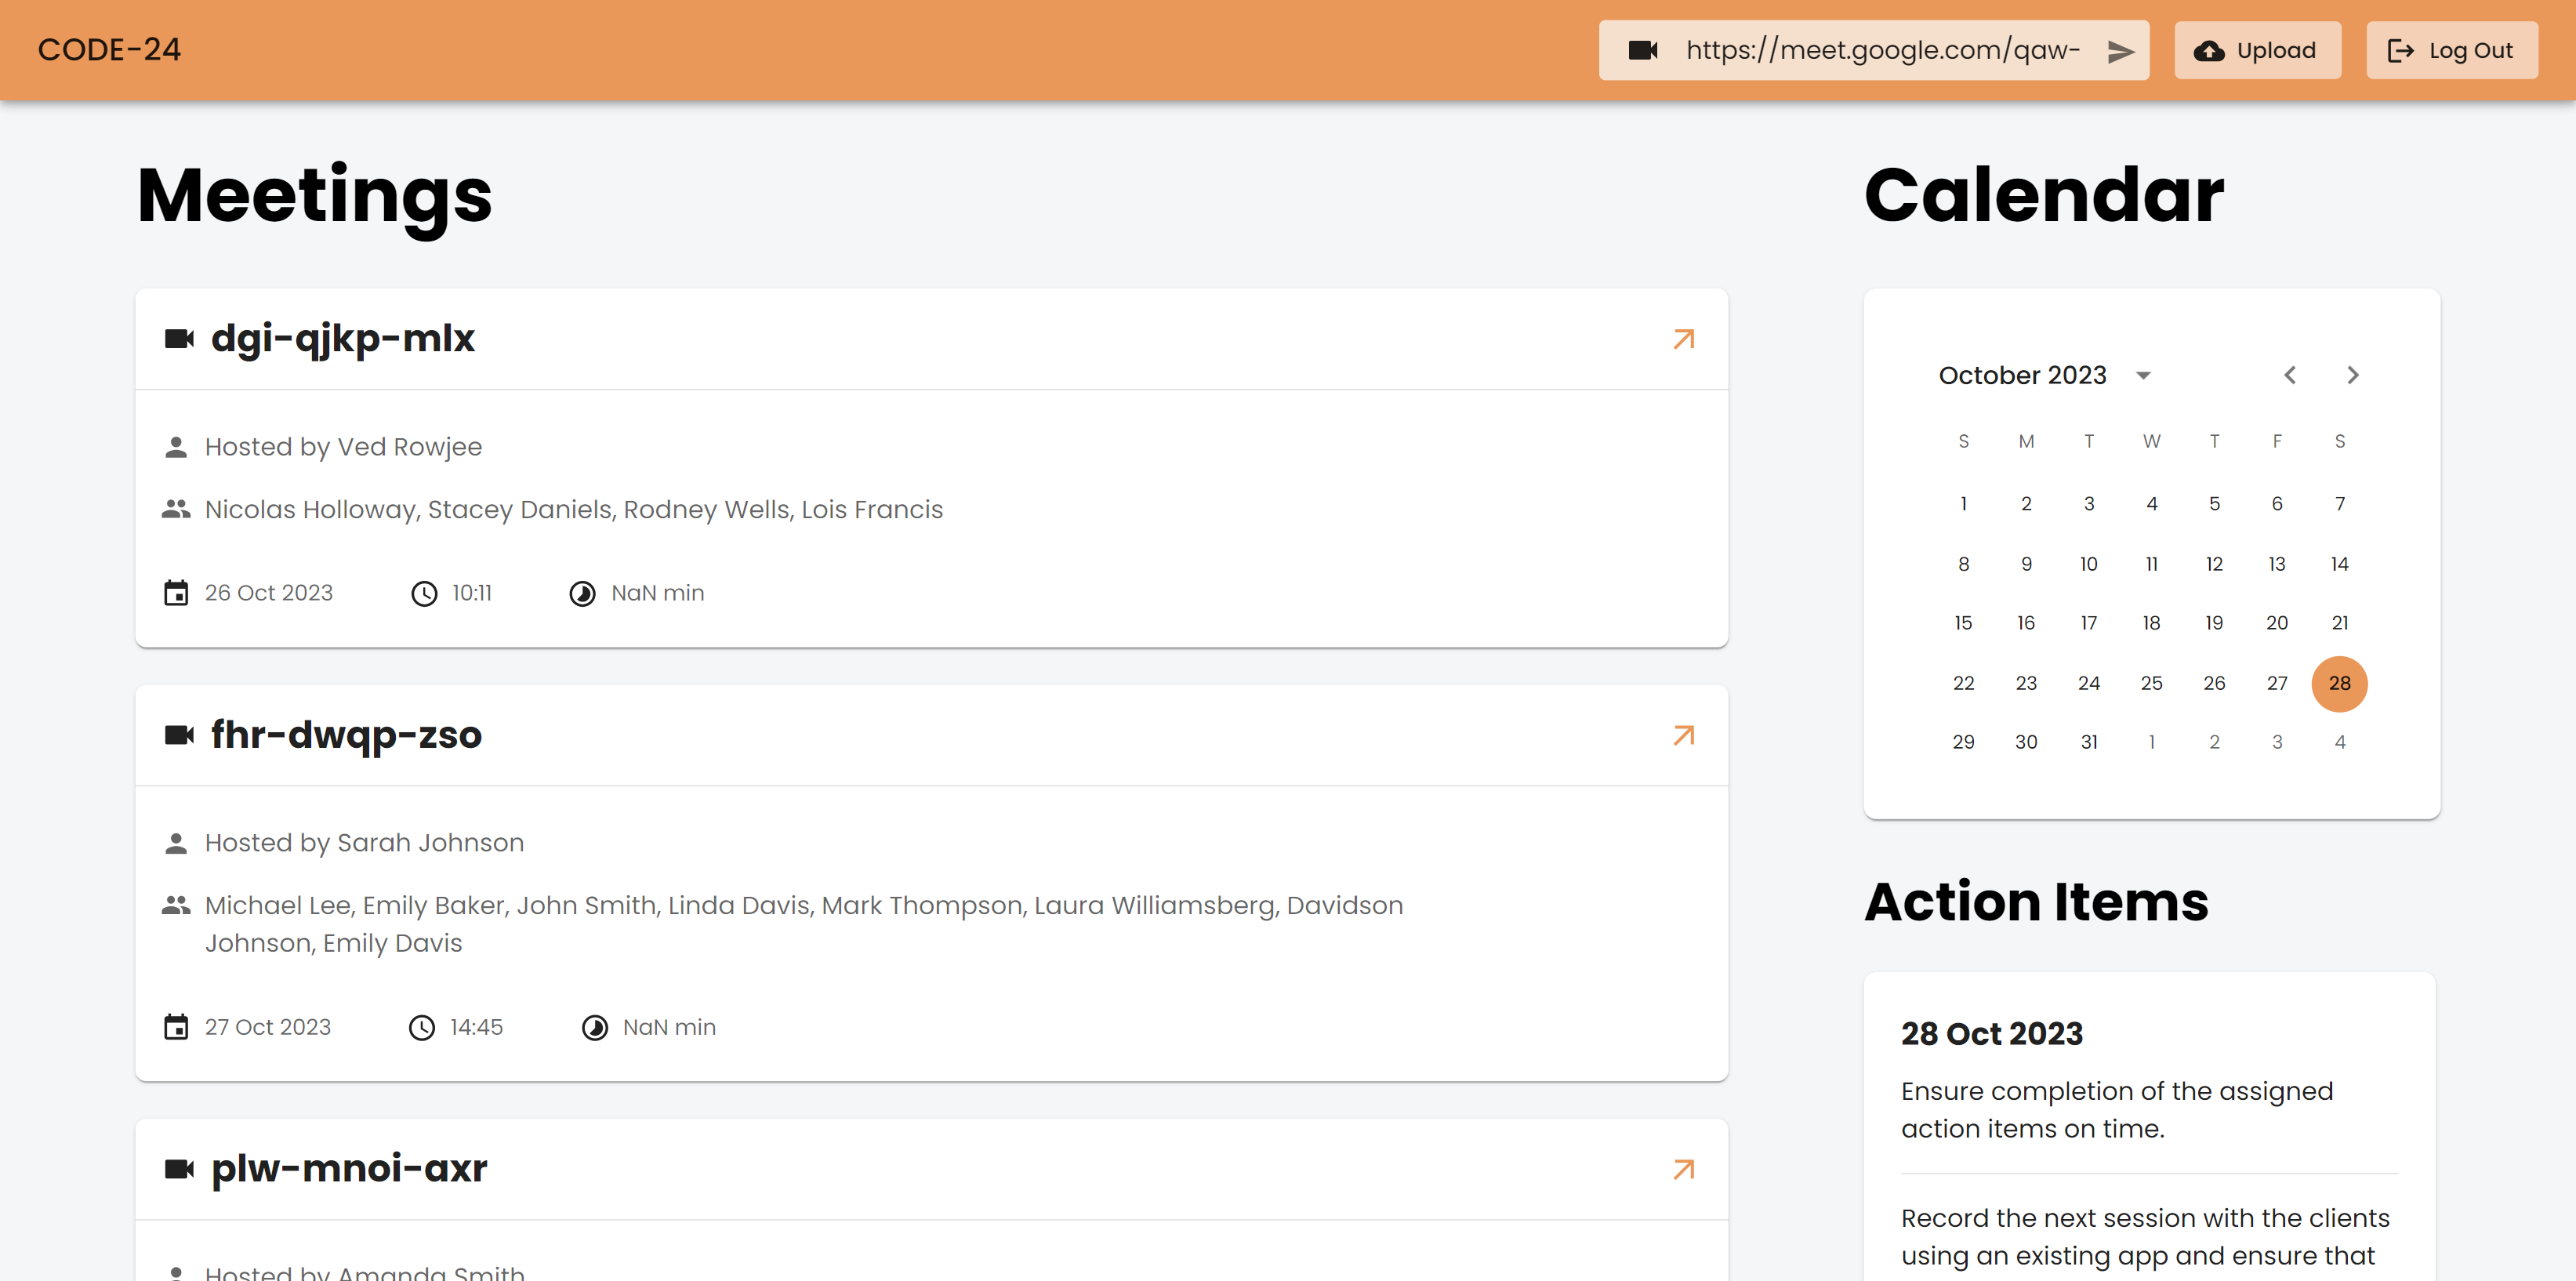 CODE-24
https://meet.google.com/qaw-
Upload
Log Out
Meetings
dgi-qjkp-mlx
Hosted by Ved Rowjee
Nicolas Holloway, Stacey Daniels, Rodney Wells, Lois Francis
26 Oct 2023
10:11
NaN min
fhr-dwqp-zso
Hosted by Sarah Johnson
Michael Lee, Emily Baker, John Smith, Linda Davis, Mark Thompson, Laura Williamsberg, Davidson
Johnson, Emily Davis
27 Oct 2023
14:45
NaN min
plw-mnoi-axr
Hosted by Amanda Smith
Calendar
October 2023
S M T W T F S
1 2 3 4 5 6 7
8 9 10 11 12 13 14
15 16 17 18 19 20 21
22 23 24 25 26 27 28
29 30 31 1 2 3 4
Action Items
28 Oct 2023
Ensure completion of the assigned
action items on time.
Record the next session with the clients
using an existing app and ensure that